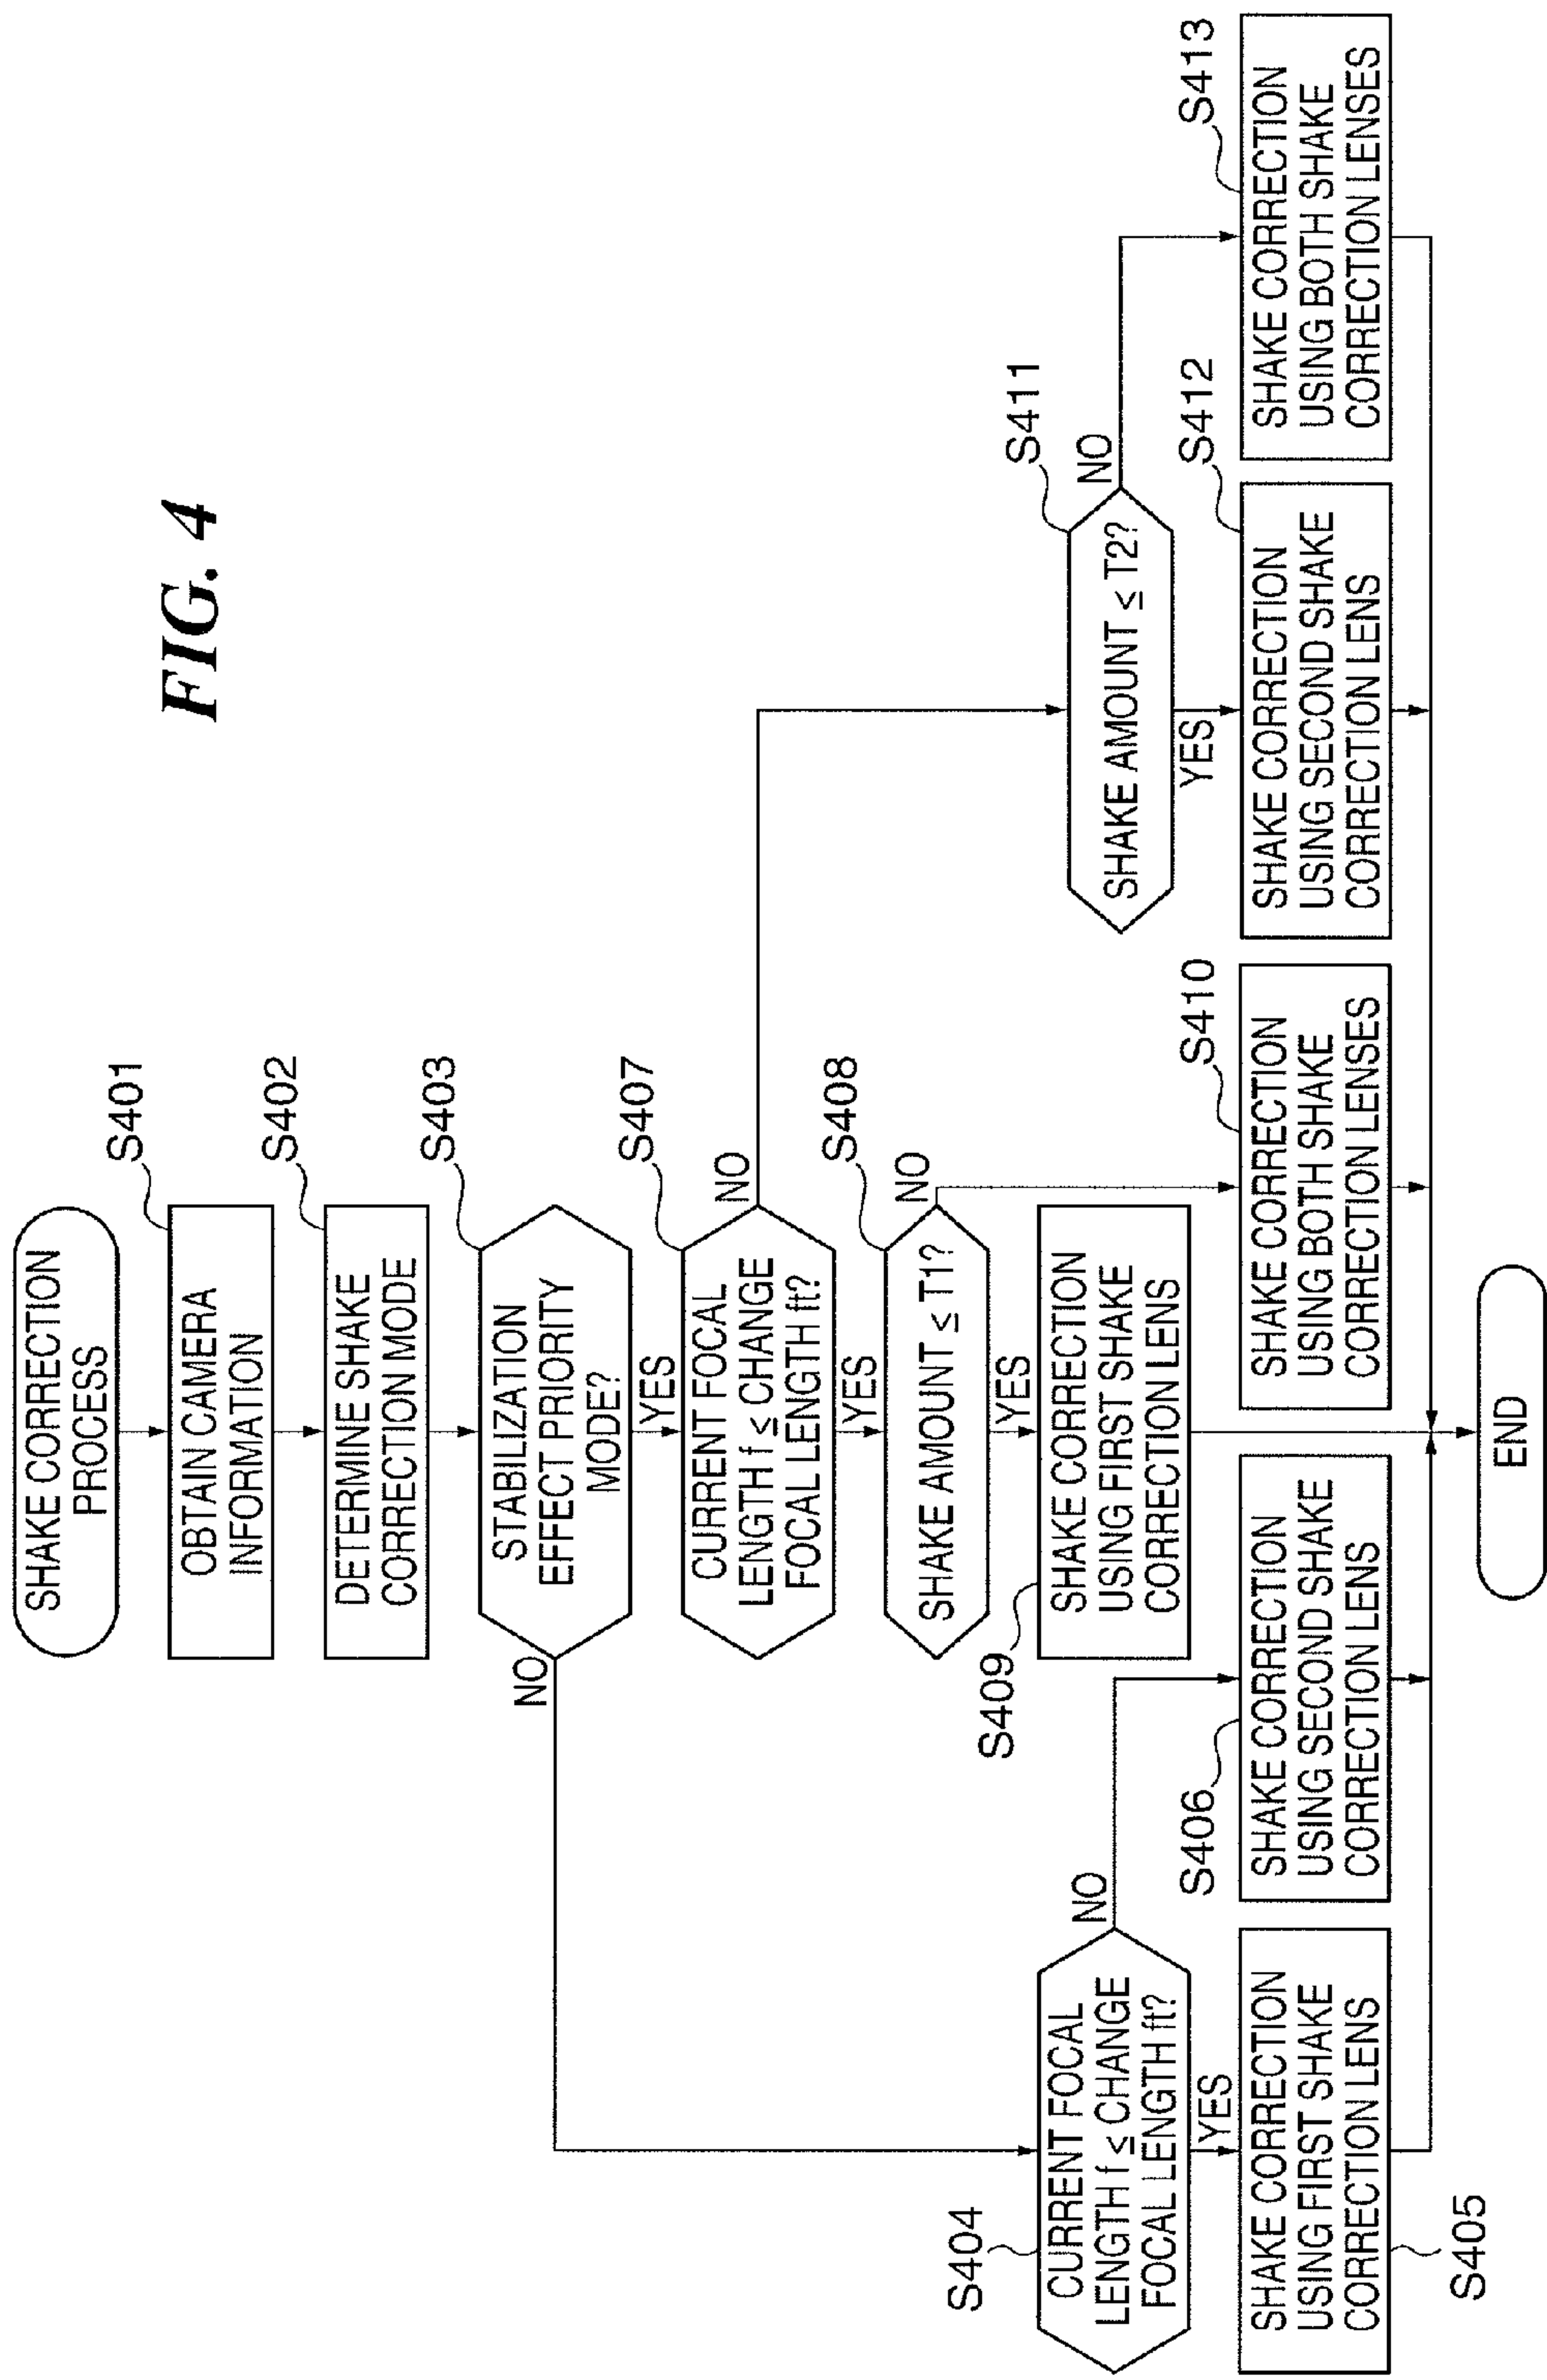 FIG. 4
SHAKE CORRECTION
PROCESS
S401
OBTAIN CAMERA
INFORMATION
S402
DETERMINE SHAKE
CORRECTION MODE
S403
STABILIZATION
EFFECT PRIORITY
MODE?
NO
YES
S407
CURRENT FOCAL
LENGTH f ≤ CHANGE
FOCAL LENGTH ft?
NO
YES
S408
SHAKE AMOUNT ≤ T1?
NO
YES
S404
CURRENT FOCAL
LENGTH f ≤ CHANGE
FOCAL LENGTH ft?
NO
YES
S409
SHAKE CORRECTION
USING FIRST SHAKE
CORRECTION LENS
S411
SHAKE AMOUNT ≤ T2?
NO
YES
SHAKE CORRECTION
USING FIRST SHAKE
CORRECTION LENS
S405
S406
SHAKE CORRECTION
USING SECOND SHAKE
CORRECTION LENS
S410
SHAKE CORRECTION
USING BOTH SHAKE
CORRECTION LENSES
S412
SHAKE CORRECTION
USING SECOND SHAKE
CORRECTION LENS
S413
SHAKE CORRECTION
USING BOTH SHAKE
CORRECTION LENSES
END